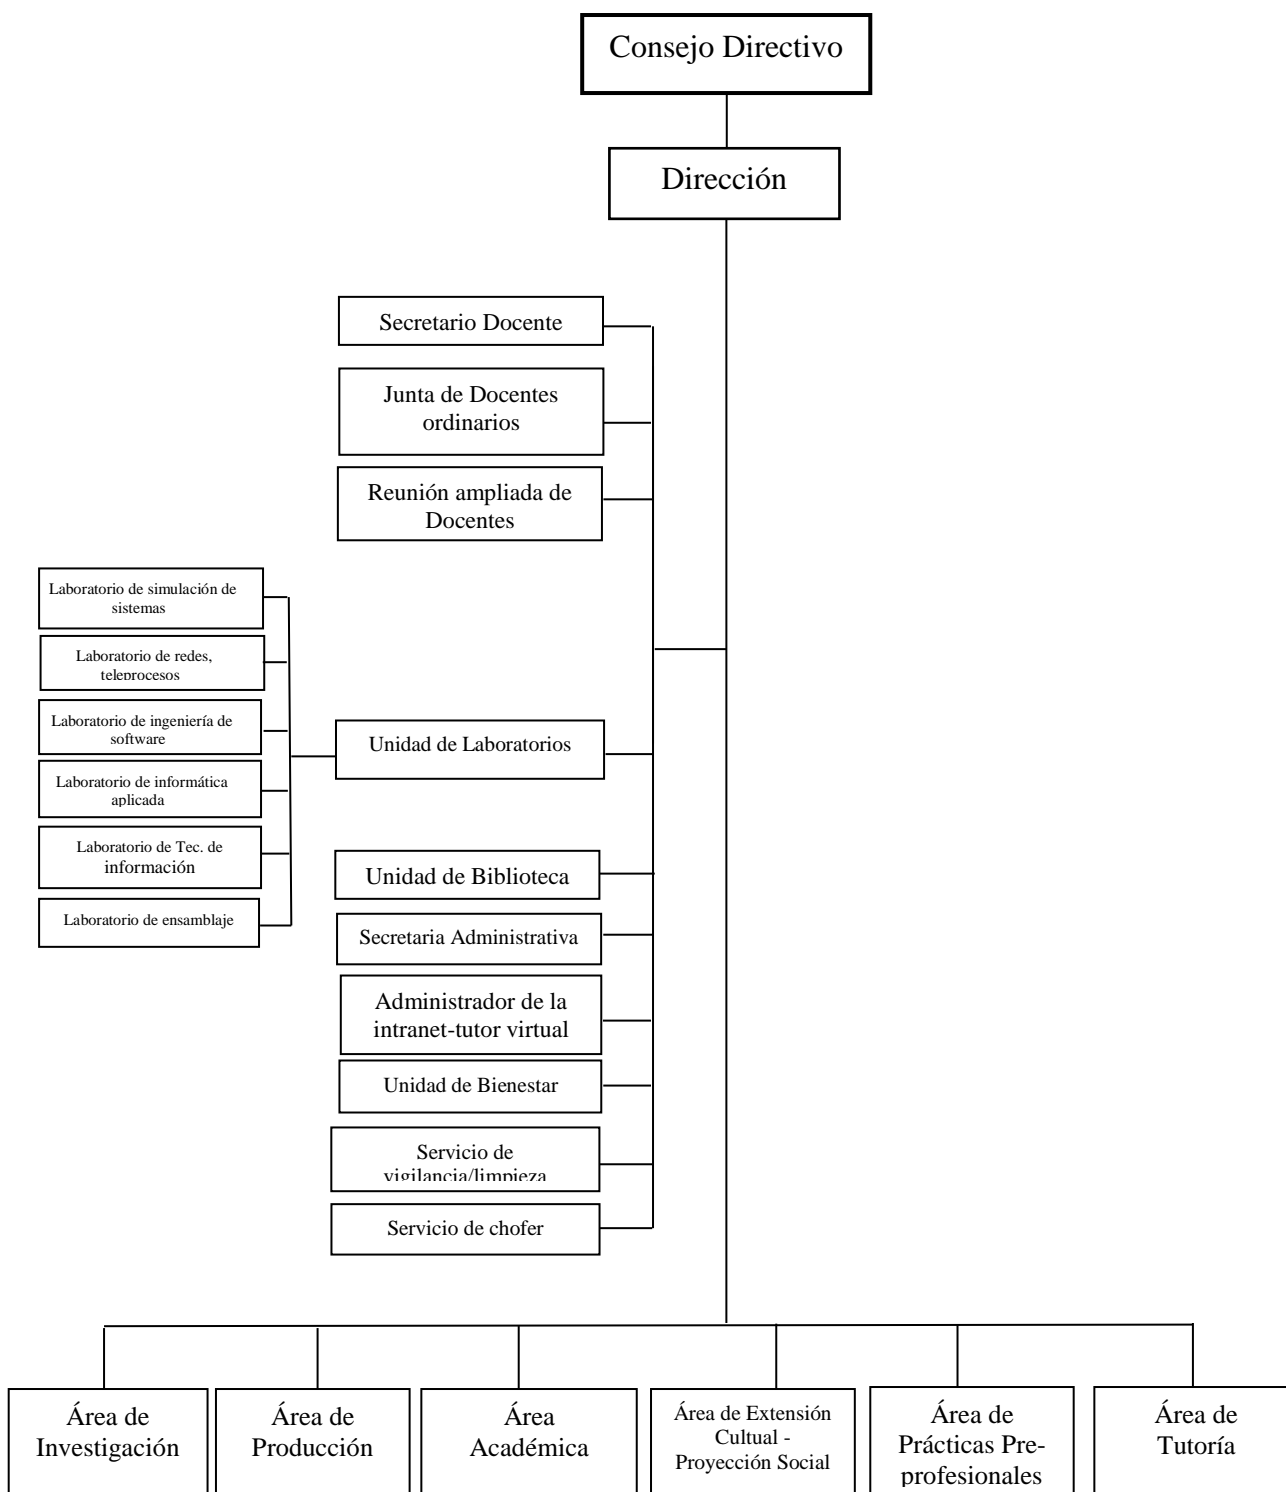 Consejo Directivo
Dirección
Secretario Docente
Junta de Docentes
ordinarios
Reunión ampliada de
Docentes
Laboratorio de simulación de
sistemas
Laboratorio de redes,
teleprocesos
Laboratorio de ingeniería de
software
Laboratorio de informática
aplicada
Laboratorio de Tec. de
información
Laboratorio de ensamblaje
Unidad de Laboratorios
Unidad de Biblioteca
Secretaria Administrativa
Administrador de la
intranet-tutor virtual
Unidad de Bienestar
Servicio de
vigilancia/limpieza
Servicio de chofer
Área de
Investigación
Área de
Producción
Área
Académica
Área de Extensión
Cultual -
Proyección Social
Área de
Prácticas Pre-
profesionales
Área de
Tutoría